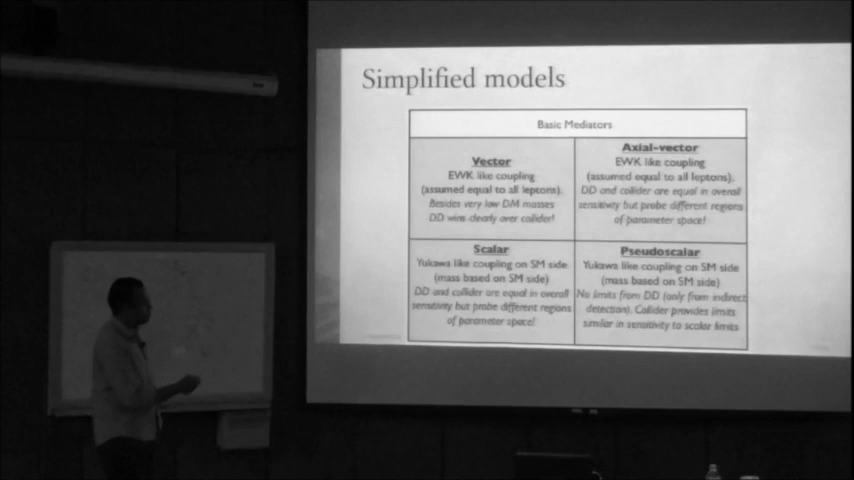 Simplified models
Basic Mediators
Vector
EWK like coupling
(assumed equal to all leptons).
Besides very low DM masses
DD wins clearly over collider!
Axial-vector
EWK like coupling
(assumed equal to all leptons).
DD and collider are equal in overall
sensitivity but probe different regions
of parameter space!
Scalar
Yukawa like coupling on SM side
(mass based on SM side)
DD and collider are equal in overall
sensitivity but probe different regions
of parameter space!
Pseudoscalar
Yukawa like coupling on SM side
(mass based on SM side)
No limits from DD (only from indirect
detection). Collider provides limits
similar in sensitivity to scalar limits